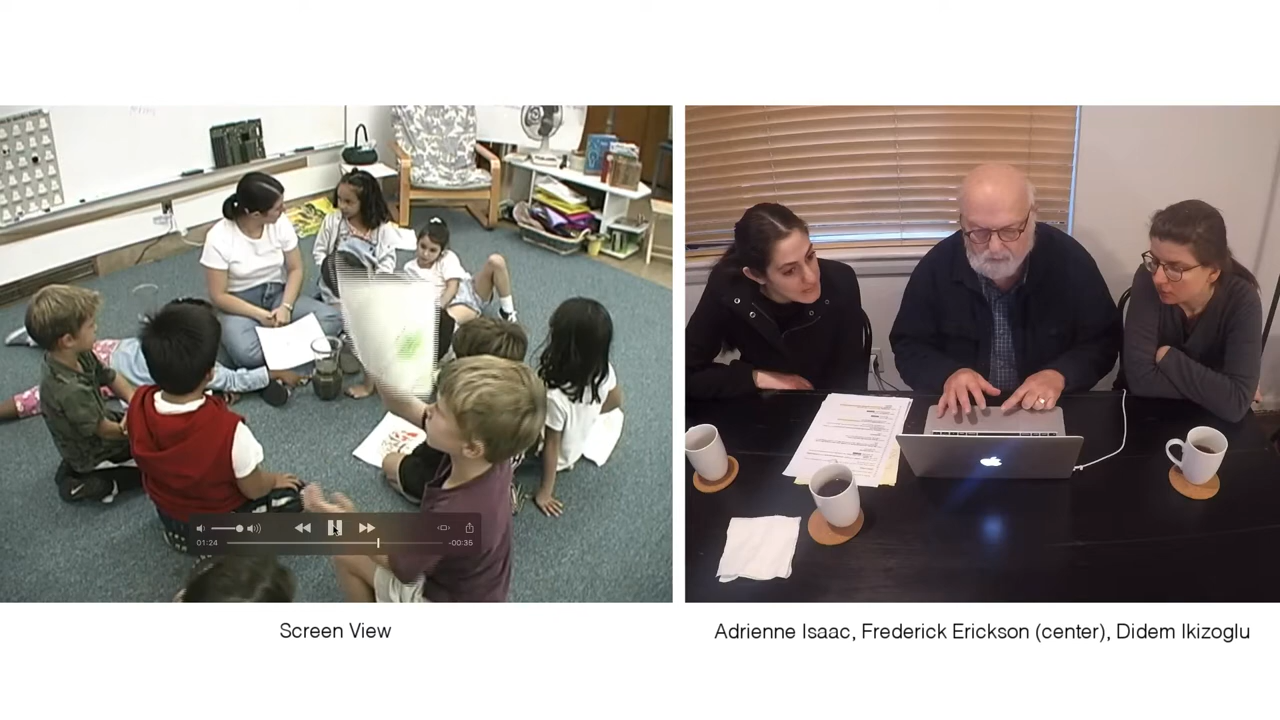 01:24
-00:35
Screen View
Adrienne Isaac, Frederick Erickson (center), Didem Ikizoglu